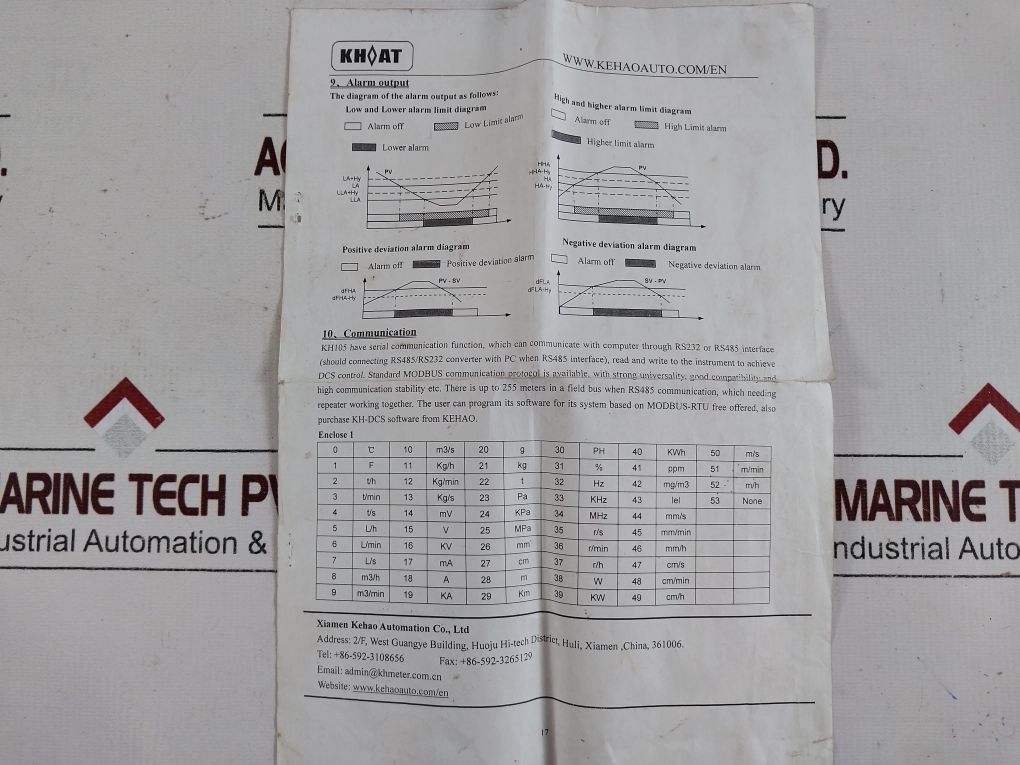 KHAT
WWW.KEHAOAUTO.COM/EN
9、Alarm output
The diagram of the alarm output as follows:
Low and Lower alarm limit diagram
Alarm off Low Limit alarm
Lower alarm
LA+Hy
LA
LLA+Hy
LLA
PV
High and higher alarm limit diagram
Alarm off High Limit alarm
Higher limit alarm
HHA
HHA-Hy
HA
HA-Hy
PV
Positive deviation alarm diagram
Alarm off Positive deviation alarm
PV - SV
dFHA
dFHA-Hy
Negative deviation alarm diagram
Alarm off Negative deviation alarm
SV - PV
dFLA
dFLA-Hy
10、Communication
KH105 have serial communication function, which can communicate with computer through RS232 or RS485 interface
(should connecting RS485/RS232 converter with PC when RS485 interface), read and write to the instrument to achieve
DCS control. Standard MODBUS communication protocol is available, with strong universality, good compatibility and
high communication stability etc. There is up to 255 meters in a field bus when RS485 communication, which needing
repeater working together. The user can program its software for its system based on MODBUS-RTU free offered, also
purchase KH-DCS software from KEHAO.
Enclose 1
0 ℃ 10 m3/s 20 g 30 PH 40 KWh 50 m/s
1 F 11 Kg/h 21 kg 31 % 41 ppm 51 m/min
2 t/h 12 Kg/min 22 t 32 Hz 42 mg/m3 52 m/h
3 t/min 13 Kg/s 23 Pa 33 KHz 43 lel 53 None
4 t/s 14 mV 24 KPa 34 MHz 44 mm/s
5 L/h 15 V 25 MPa 35 r/s 45 mm/min
6 L/min 16 KV 26 mm 36 r/min 46 mm/h
7 L/s 17 mA 27 cm 37 r/h 47 cm/s
8 m3/h 18 A 28 m 38 W 48 cm/min
9 m3/min 19 KA 29 Km 39 KW 49 cm/h
Xiamen Kehao Automation Co., Ltd
Address: 2/F, West Guangye Building, Huoju Hi-tech District, Huli, Xiamen ,China, 361006.
Tel: +86-592-3108656 Fax: +86-592-3265129
Email: admin@khmeter.com.cn
Website: www.kehaoauto.com/en
17
D.
A
M
D.
ry
ARINE TECH PV
ustrial Automation &
MARINE T
ndustrial Auto